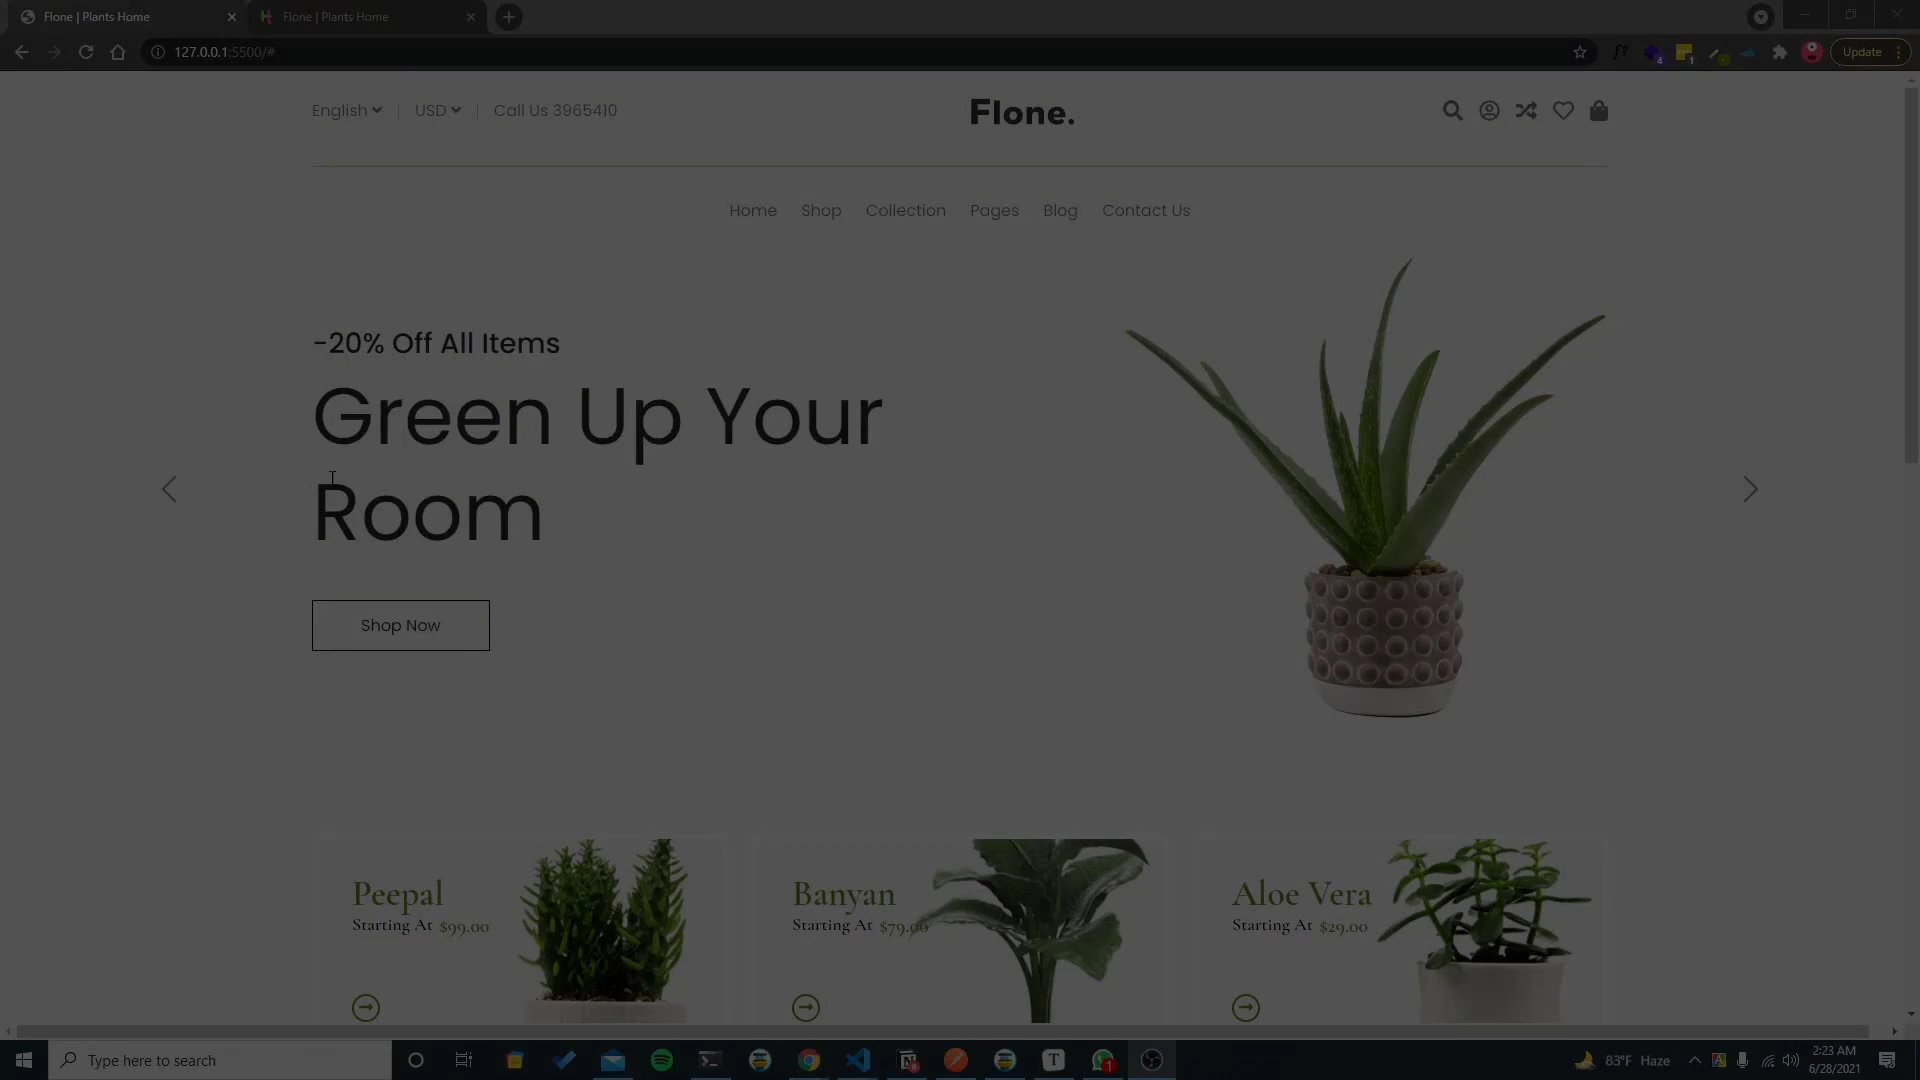 Flone | Plants Home
Flone | Plants Home
127.0.0.1:5500/#
Update
English
USD
Call Us 3965410
Flone.
Home
Shop
Collection
Pages
Blog
Contact Us
-20% Off All Items
Green Up Your
Room
Shop Now
Peepal
Starting At $99.00
Banyan
Starting At $79.00
Aloe Vera
Starting At $29.00
Type here to search
83°F Haze
2:23 AM
6/28/2021